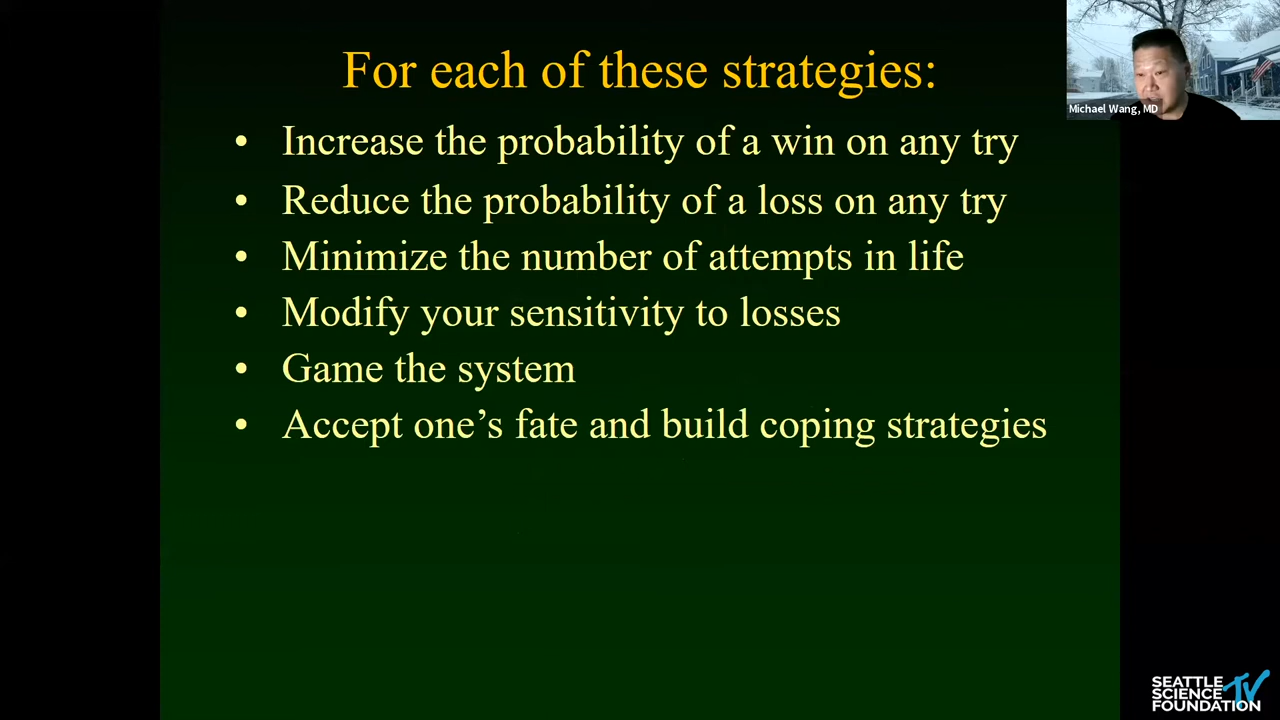 For each of these strategies:
• Increase the probability of a win on any try
• Reduce the probability of a loss on any try
• Minimize the number of attempts in life
• Modify your sensitivity to losses
• Game the system
• Accept one’s fate and build coping strategies
Michael Wang, MD
SEATTLE
SCIENCE
FOUNDATION
TV